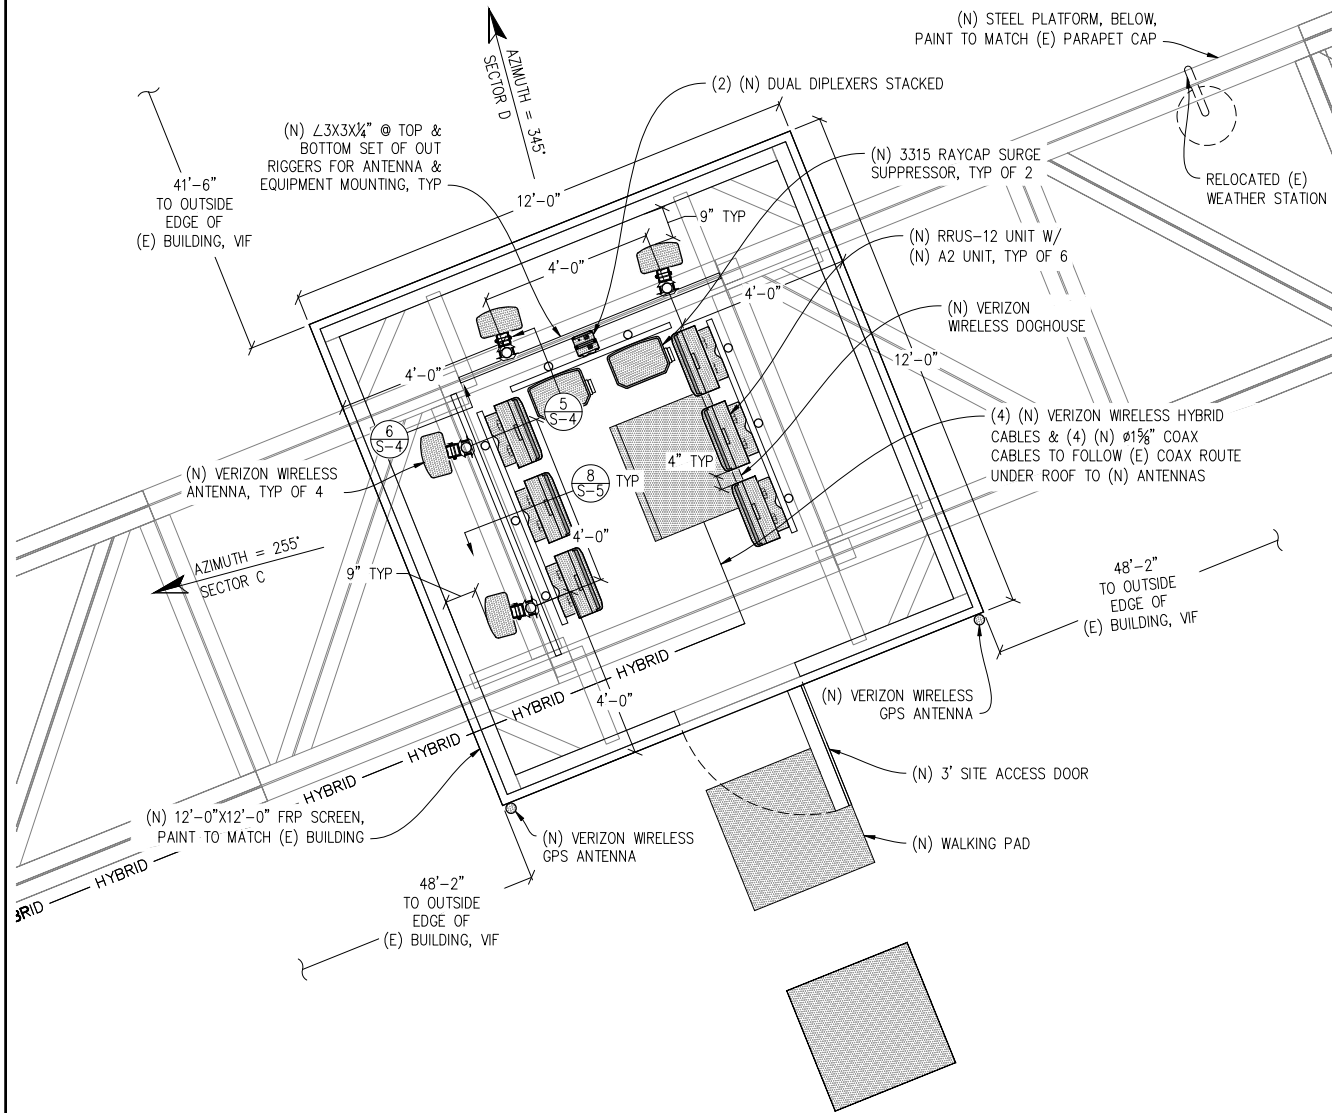 (N) STEEL PLATFORM, BELOW,
PAINT TO MATCH (E) PARAPET CAP
AZIMUTH = 345°
SECTOR D
(2) (N) DUAL DIPLEXERS STACKED
(N) ∠3X3X¼" @ TOP &
BOTTOM SET OF OUT
RIGGERS FOR ANTENNA &
EQUIPMENT MOUNTING, TYP
(N) 3315 RAYCAP SURGE
SUPPRESSOR, TYP OF 2
RELOCATED (E)
WEATHER STATION
41'-6"
TO OUTSIDE
EDGE OF
(E) BUILDING, VIF
12'-0"
9" TYP
(N) RRUS-12 UNIT W/
(N) A2 UNIT, TYP OF 6
4'-0"
4'-0"
(N) VERIZON
WIRELESS DOGHOUSE
12'-0"
4'-0"
5
S-4
6
S-4
(4) (N) VERIZON WIRELESS HYBRID
CABLES & (4) (N) ø1⅝" COAX
CABLES TO FOLLOW (E) COAX ROUTE
UNDER ROOF TO (N) ANTENNAS
(N) VERIZON WIRELESS
ANTENNA, TYP OF 4
4" TYP
8
S-5
TYP
4'-0"
AZIMUTH = 255°
SECTOR C
9" TYP
48'-2"
TO OUTSIDE
EDGE OF
(E) BUILDING, VIF
HYBRID
HYBRID
HYBRID
HYBRID
HYBRID
HYBRID
HYBRID
BRID
4'-0"
(N) VERIZON WIRELESS
GPS ANTENNA
(N) 3' SITE ACCESS DOOR
(N) 12'-0"X12'-0" FRP SCREEN,
PAINT TO MATCH (E) BUILDING
(N) VERIZON WIRELESS
GPS ANTENNA
(N) WALKING PAD
48'-2"
TO OUTSIDE
EDGE OF
(E) BUILDING, VIF